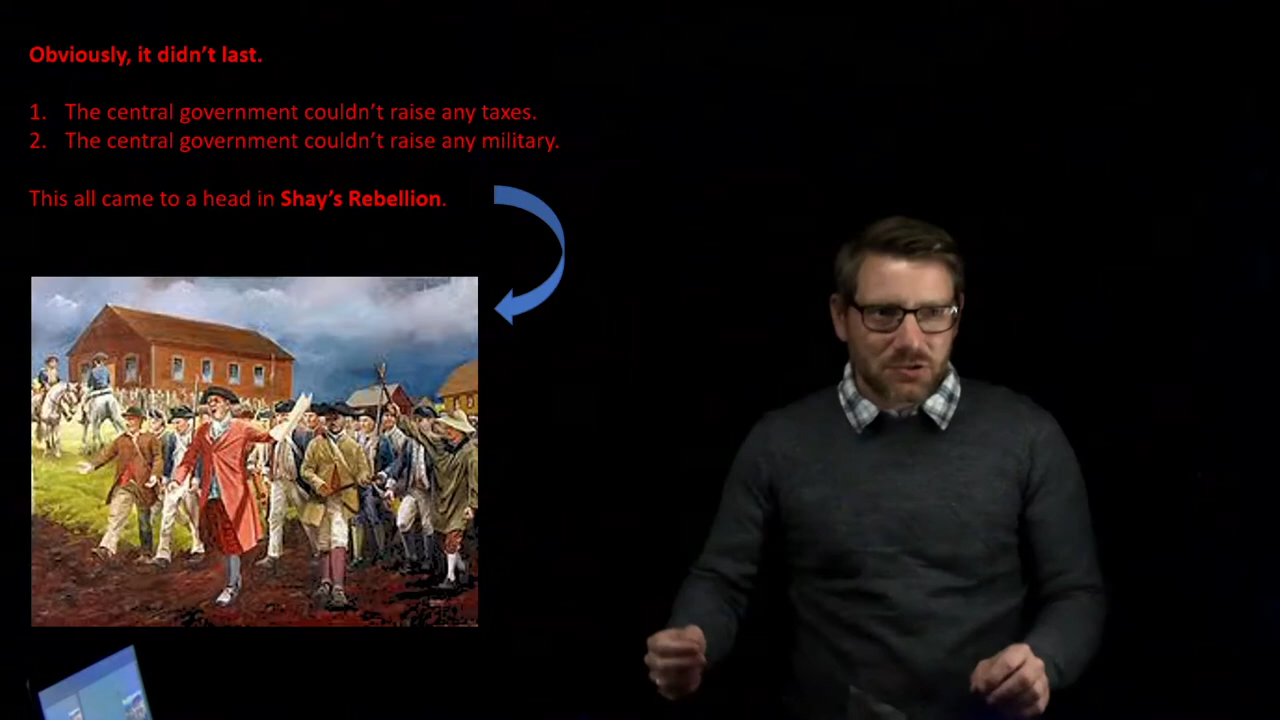 Obviously, it didn’t last.
1. The central government couldn’t raise any taxes.
2. The central government couldn’t raise any military.
This all came to a head in Shay’s Rebellion.